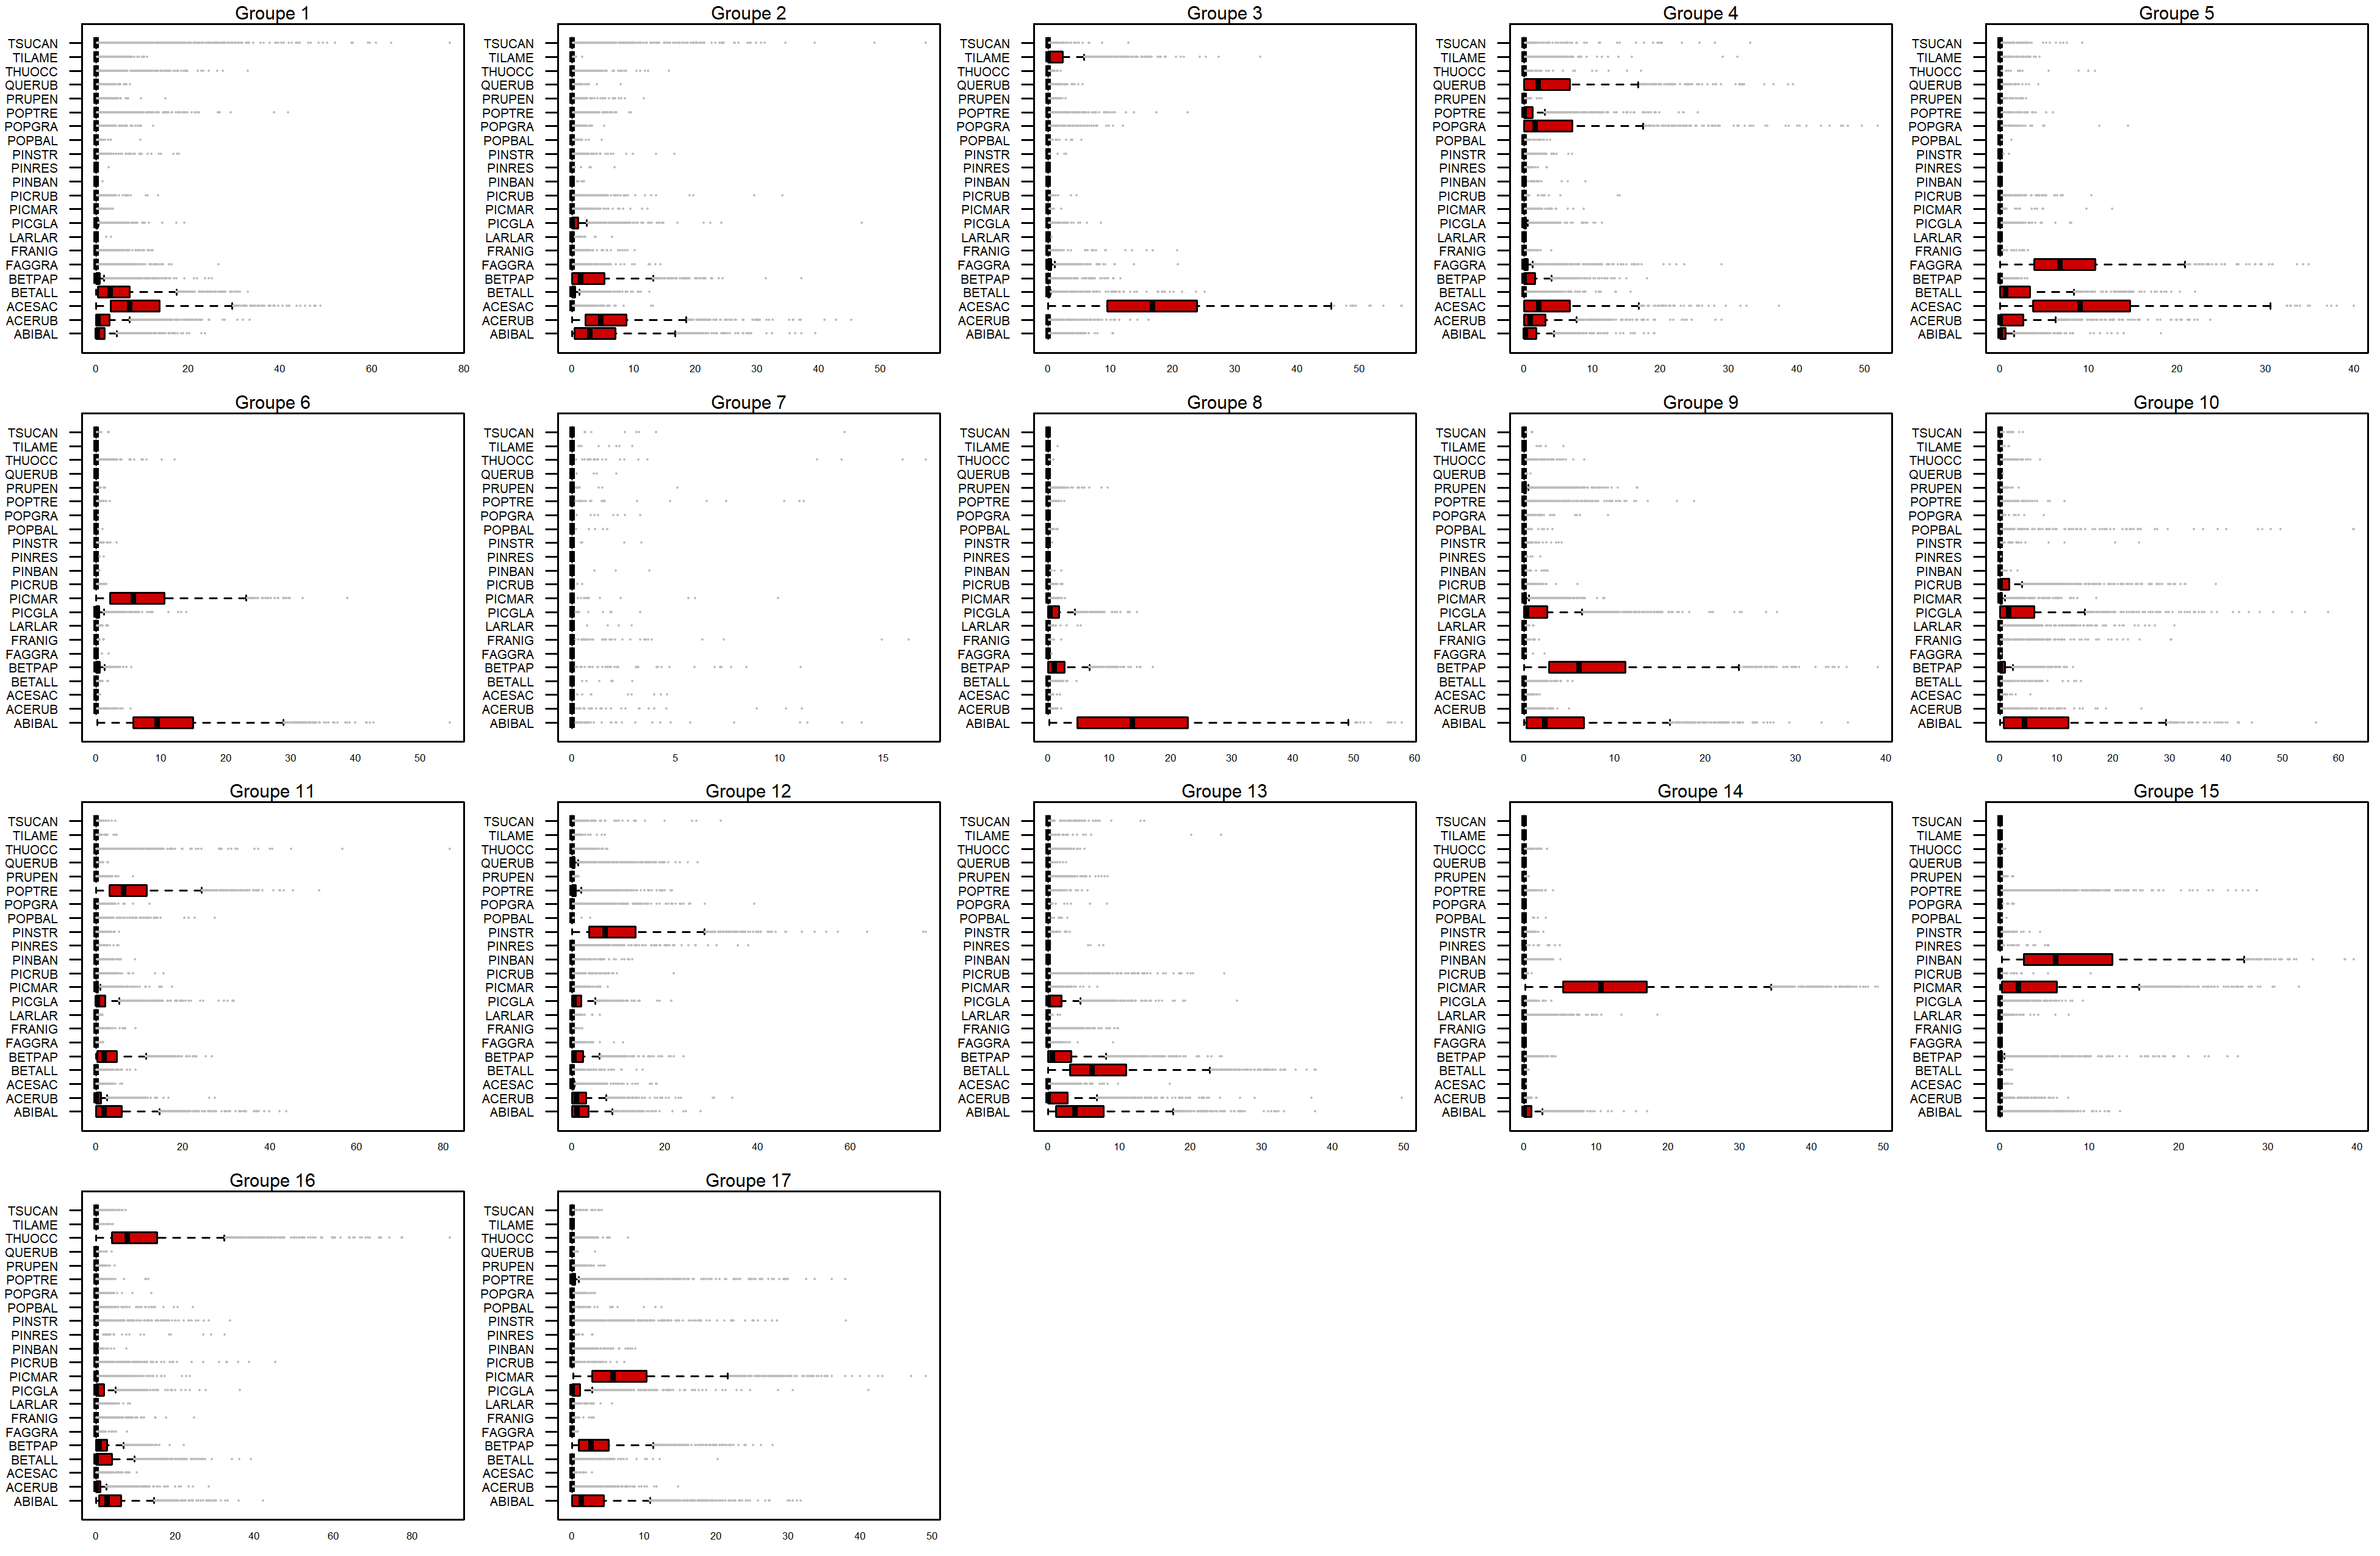 Groupe 1
TSUCAN
TILAME
THUOCC
QUERUB
PRUPEN
POPTRE
POPGRA
POPBAL
PINSTR
PINRES
PINBAN
PICRUB
PICMAR
PICGLA
LARLAR
FRANIG
FAGGRA
BETPAP
BETALL
ACESAC
ACERUB
ABIBAL
0 20 40 60 80
Groupe 2
TSUCAN
TILAME
THUOCC
QUERUB
PRUPEN
POPTRE
POPGRA
POPBAL
PINSTR
PINRES
PINBAN
PICRUB
PICMAR
PICGLA
LARLAR
FRANIG
FAGGRA
BETPAP
BETALL
ACESAC
ACERUB
ABIBAL
0 10 20 30 40 50
Groupe 3
TSUCAN
TILAME
THUOCC
QUERUB
PRUPEN
POPTRE
POPGRA
POPBAL
PINSTR
PINRES
PINBAN
PICRUB
PICMAR
PICGLA
LARLAR
FRANIG
FAGGRA
BETPAP
BETALL
ACESAC
ACERUB
ABIBAL
0 10 20 30 40 50
Groupe 4
TSUCAN
TILAME
THUOCC
QUERUB
PRUPEN
POPTRE
POPGRA
POPBAL
PINSTR
PINRES
PINBAN
PICRUB
PICMAR
PICGLA
LARLAR
FRANIG
FAGGRA
BETPAP
BETALL
ACESAC
ACERUB
ABIBAL
0 10 20 30 40 50
Groupe 5
TSUCAN
TILAME
THUOCC
QUERUB
PRUPEN
POPTRE
POPGRA
POPBAL
PINSTR
PINRES
PINBAN
PICRUB
PICMAR
PICGLA
LARLAR
FRANIG
FAGGRA
BETPAP
BETALL
ACESAC
ACERUB
ABIBAL
0 10 20 30 40
Groupe 6
TSUCAN
TILAME
THUOCC
QUERUB
PRUPEN
POPTRE
POPGRA
POPBAL
PINSTR
PINRES
PINBAN
PICRUB
PICMAR
PICGLA
LARLAR
FRANIG
FAGGRA
BETPAP
BETALL
ACESAC
ACERUB
ABIBAL
0 10 20 30 40 50
Groupe 7
TSUCAN
TILAME
THUOCC
QUERUB
PRUPEN
POPTRE
POPGRA
POPBAL
PINSTR
PINRES
PINBAN
PICRUB
PICMAR
PICGLA
LARLAR
FRANIG
FAGGRA
BETPAP
BETALL
ACESAC
ACERUB
ABIBAL
0 5 10 15
Groupe 8
TSUCAN
TILAME
THUOCC
QUERUB
PRUPEN
POPTRE
POPGRA
POPBAL
PINSTR
PINRES
PINBAN
PICRUB
PICMAR
PICGLA
LARLAR
FRANIG
FAGGRA
BETPAP
BETALL
ACESAC
ACERUB
ABIBAL
0 10 20 30 40 50 60
Groupe 9
TSUCAN
TILAME
THUOCC
QUERUB
PRUPEN
POPTRE
POPGRA
POPBAL
PINSTR
PINRES
PINBAN
PICRUB
PICMAR
PICGLA
LARLAR
FRANIG
FAGGRA
BETPAP
BETALL
ACESAC
ACERUB
ABIBAL
0 10 20 30 40
Groupe 10
TSUCAN
TILAME
THUOCC
QUERUB
PRUPEN
POPTRE
POPGRA
POPBAL
PINSTR
PINRES
PINBAN
PICRUB
PICMAR
PICGLA
LARLAR
FRANIG
FAGGRA
BETPAP
BETALL
ACESAC
ACERUB
ABIBAL
0 10 20 30 40 50 60
Groupe 11
TSUCAN
TILAME
THUOCC
QUERUB
PRUPEN
POPTRE
POPGRA
POPBAL
PINSTR
PINRES
PINBAN
PICRUB
PICMAR
PICGLA
LARLAR
FRANIG
FAGGRA
BETPAP
BETALL
ACESAC
ACERUB
ABIBAL
0 20 40 60 80
Groupe 12
TSUCAN
TILAME
THUOCC
QUERUB
PRUPEN
POPTRE
POPGRA
POPBAL
PINSTR
PINRES
PINBAN
PICRUB
PICMAR
PICGLA
LARLAR
FRANIG
FAGGRA
BETPAP
BETALL
ACESAC
ACERUB
ABIBAL
0 20 40 60
Groupe 13
TSUCAN
TILAME
THUOCC
QUERUB
PRUPEN
POPTRE
POPGRA
POPBAL
PINSTR
PINRES
PINBAN
PICRUB
PICMAR
PICGLA
LARLAR
FRANIG
FAGGRA
BETPAP
BETALL
ACESAC
ACERUB
ABIBAL
0 10 20 30 40 50
Groupe 14
TSUCAN
TILAME
THUOCC
QUERUB
PRUPEN
POPTRE
POPGRA
POPBAL
PINSTR
PINRES
PINBAN
PICRUB
PICMAR
PICGLA
LARLAR
FRANIG
FAGGRA
BETPAP
BETALL
ACESAC
ACERUB
ABIBAL
0 10 20 30 40 50
Groupe 15
TSUCAN
TILAME
THUOCC
QUERUB
PRUPEN
POPTRE
POPGRA
POPBAL
PINSTR
PINRES
PINBAN
PICRUB
PICMAR
PICGLA
LARLAR
FRANIG
FAGGRA
BETPAP
BETALL
ACESAC
ACERUB
ABIBAL
0 10 20 30 40
Groupe 16
TSUCAN
TILAME
THUOCC
QUERUB
PRUPEN
POPTRE
POPGRA
POPBAL
PINSTR
PINRES
PINBAN
PICRUB
PICMAR
PICGLA
LARLAR
FRANIG
FAGGRA
BETPAP
BETALL
ACESAC
ACERUB
ABIBAL
0 20 40 60 80
Groupe 17
TSUCAN
TILAME
THUOCC
QUERUB
PRUPEN
POPTRE
POPGRA
POPBAL
PINSTR
PINRES
PINBAN
PICRUB
PICMAR
PICGLA
LARLAR
FRANIG
FAGGRA
BETPAP
BETALL
ACESAC
ACERUB
ABIBAL
0 10 20 30 40 50